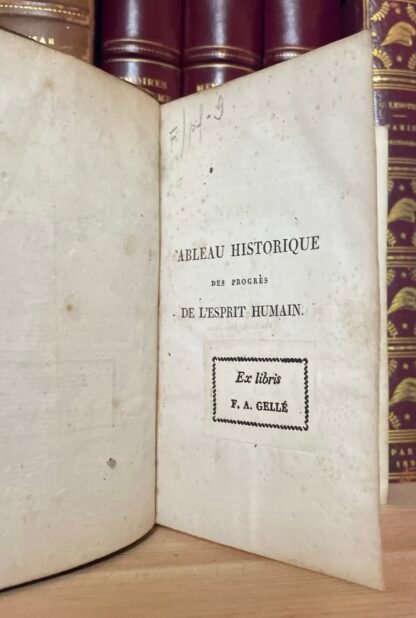 ABLEAU HISTORIQUE
DES PROGRÈS
DE L'ESPRIT HUMAIN.
Ex libris
F. A. GELLÉ